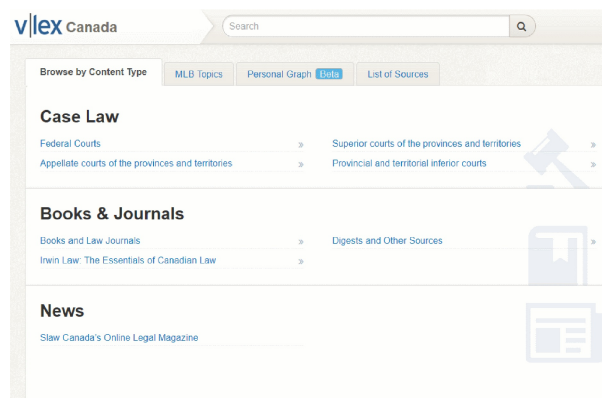 v|lex Canada
Search
Browse by Content Type
MLB Topics
Personal Graph Beta
List of Sources
Case Law
Federal Courts »
Superior courts of the provinces and territories »
Appellate courts of the provinces and territories »
Provincial and territorial inferior courts »
Books & Journals
Books and Law Journals »
Digests and Other Sources »
Irwin Law: The Essentials of Canadian Law »
News
Slaw Canada's Online Legal Magazine